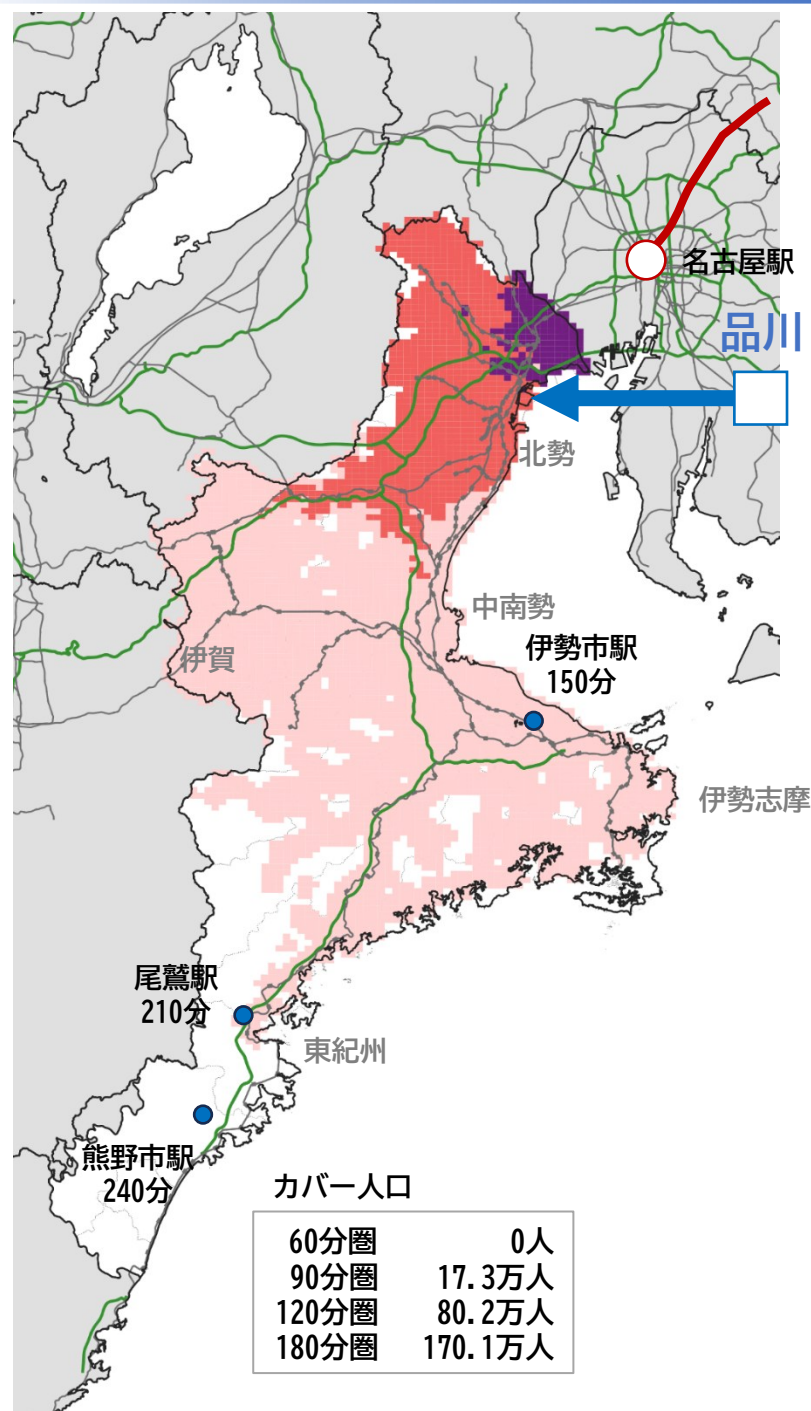 名古屋駅
品川
北勢
中南勢
伊勢市駅
150分
伊賀
伊勢志摩
尾鷲駅
210分
東紀州
熊野市駅
240分
カバー人口
60分圏 0人
90分圏 17.3万人
120分圏 80.2万人
180分圏 170.1万人